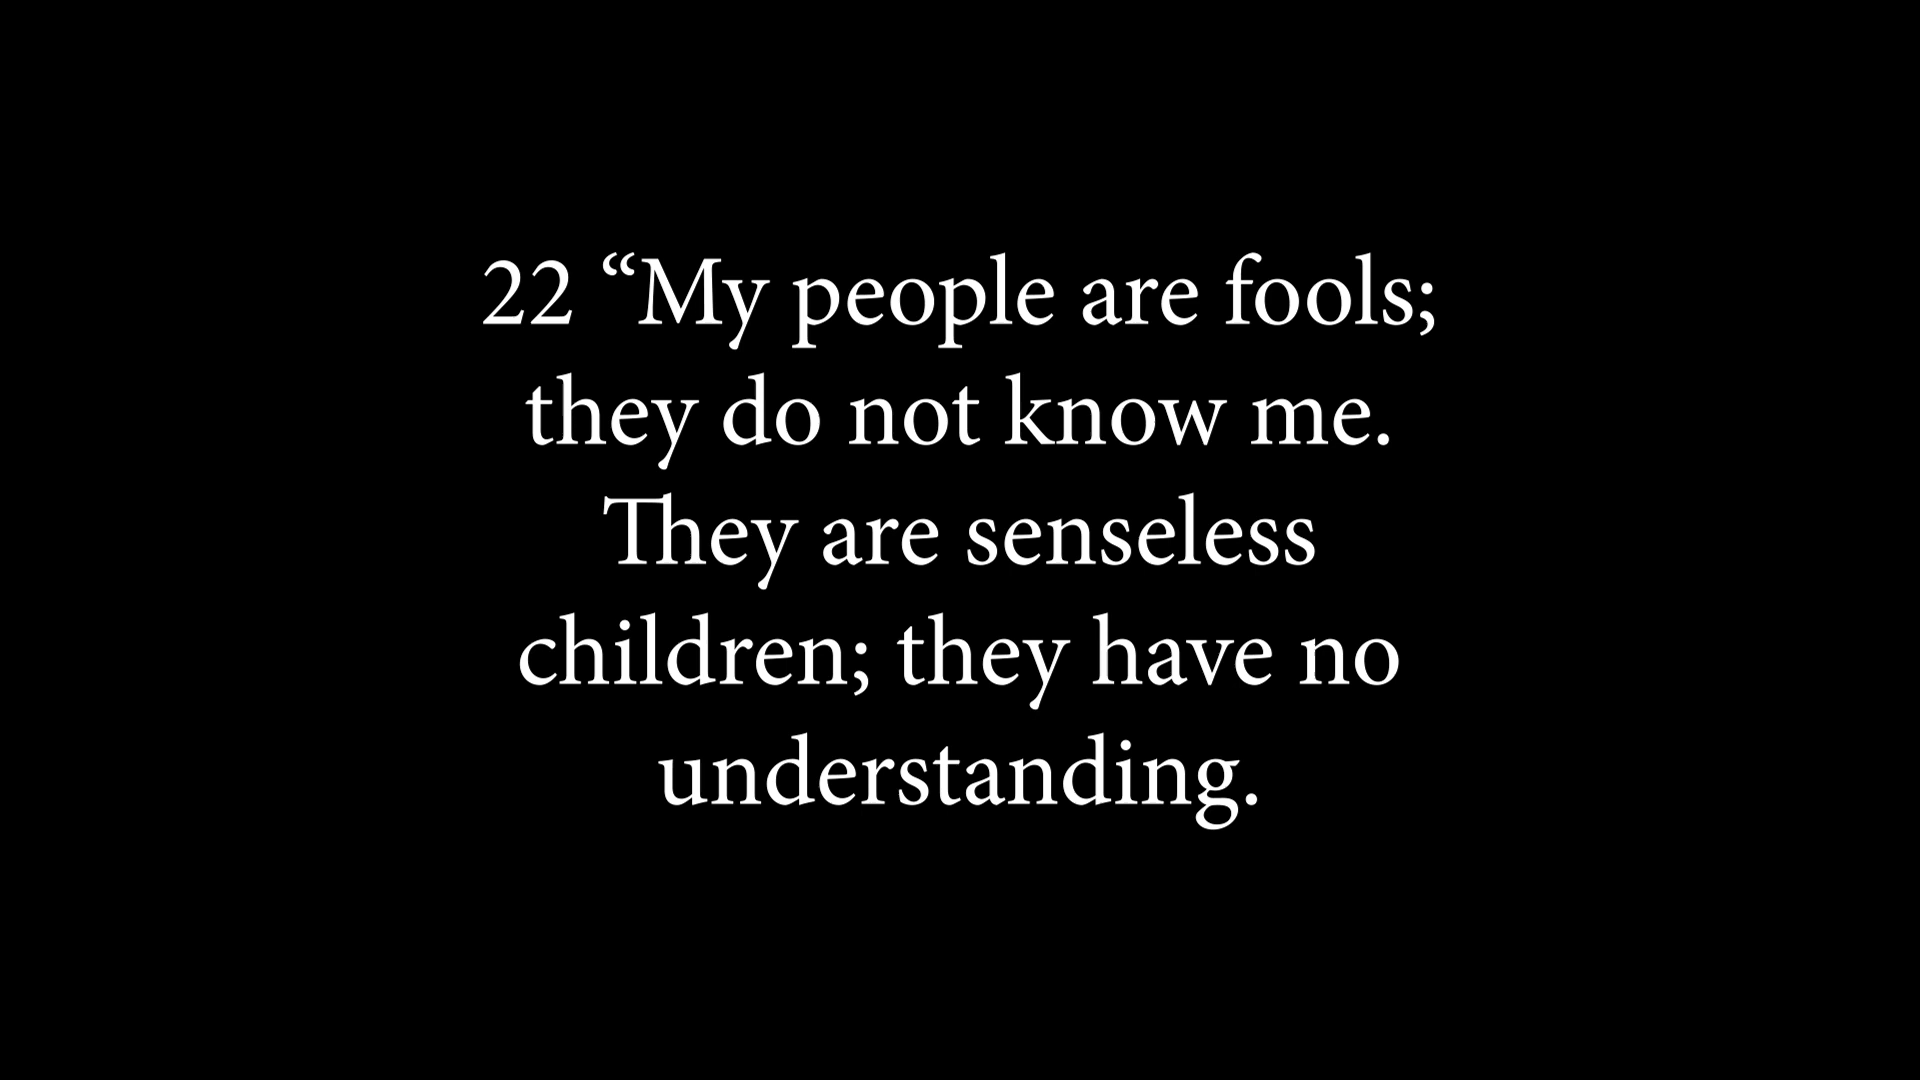 22 “My people are fools;
they do not know me.
They are senseless
children; they have no
understanding.